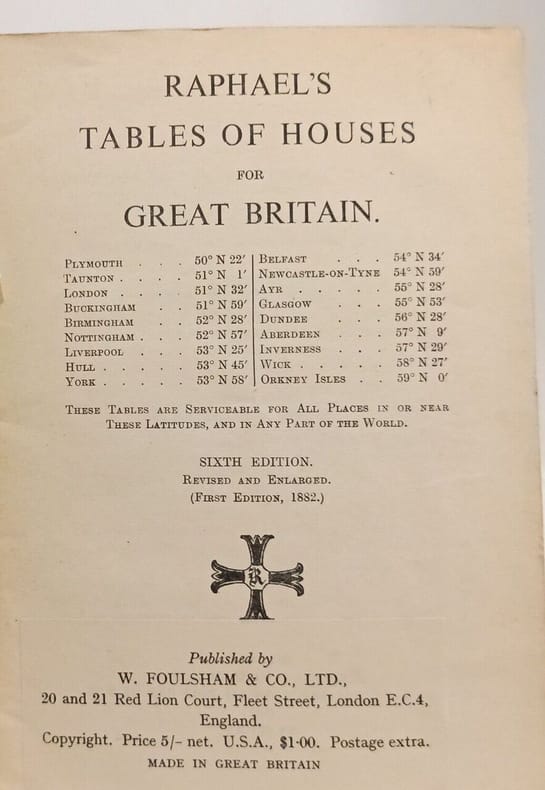 RAPHAEL'S
TABLES OF HOUSES
FOR
GREAT BRITAIN.
PLYMOUTH . . . 50° N 22′
TAUNTON . . . . 51° N 1′
LONDON . . . . 51° N 32′
BUCKINGHAM . . 51° N 59′
BIRMINGHAM . . 52° N 28′
NOTTINGHAM . . . 52° N 57′
LIVERPOOL . . . 53° N 25′
HULL . . . . . 53° N 45′
YORK . . . . . 53° N 58′
BELFAST . . . 54° N 34′
NEWCASTLE-ON-TYNE 54° N 59′
AYR . . . . . 55° N 28′
GLASGOW . . . 55° N 53′
DUNDEE . . . 56° N 28′
ABERDEEN . . . 57° N 9′
INVERNESS . . . 57° N 29′
WICK . . . . . 58° N 27′
ORKNEY ISLES . . 59° N 0′
THESE TABLES ARE SERVICEABLE FOR ALL PLACES IN OR NEAR
THESE LATITUDES, AND IN ANY PART OF THE WORLD.
SIXTH EDITION.
REVISED AND ENLARGED.
(FIRST EDITION, 1882.)
R
Published by
W. FOULSHAM & CO., LTD.,
20 and 21 Red Lion Court, Fleet Street, London E.C.4,
England.
Copyright. Price 5/- net. U.S.A., $1·00. Postage extra.
MADE IN GREAT BRITAIN